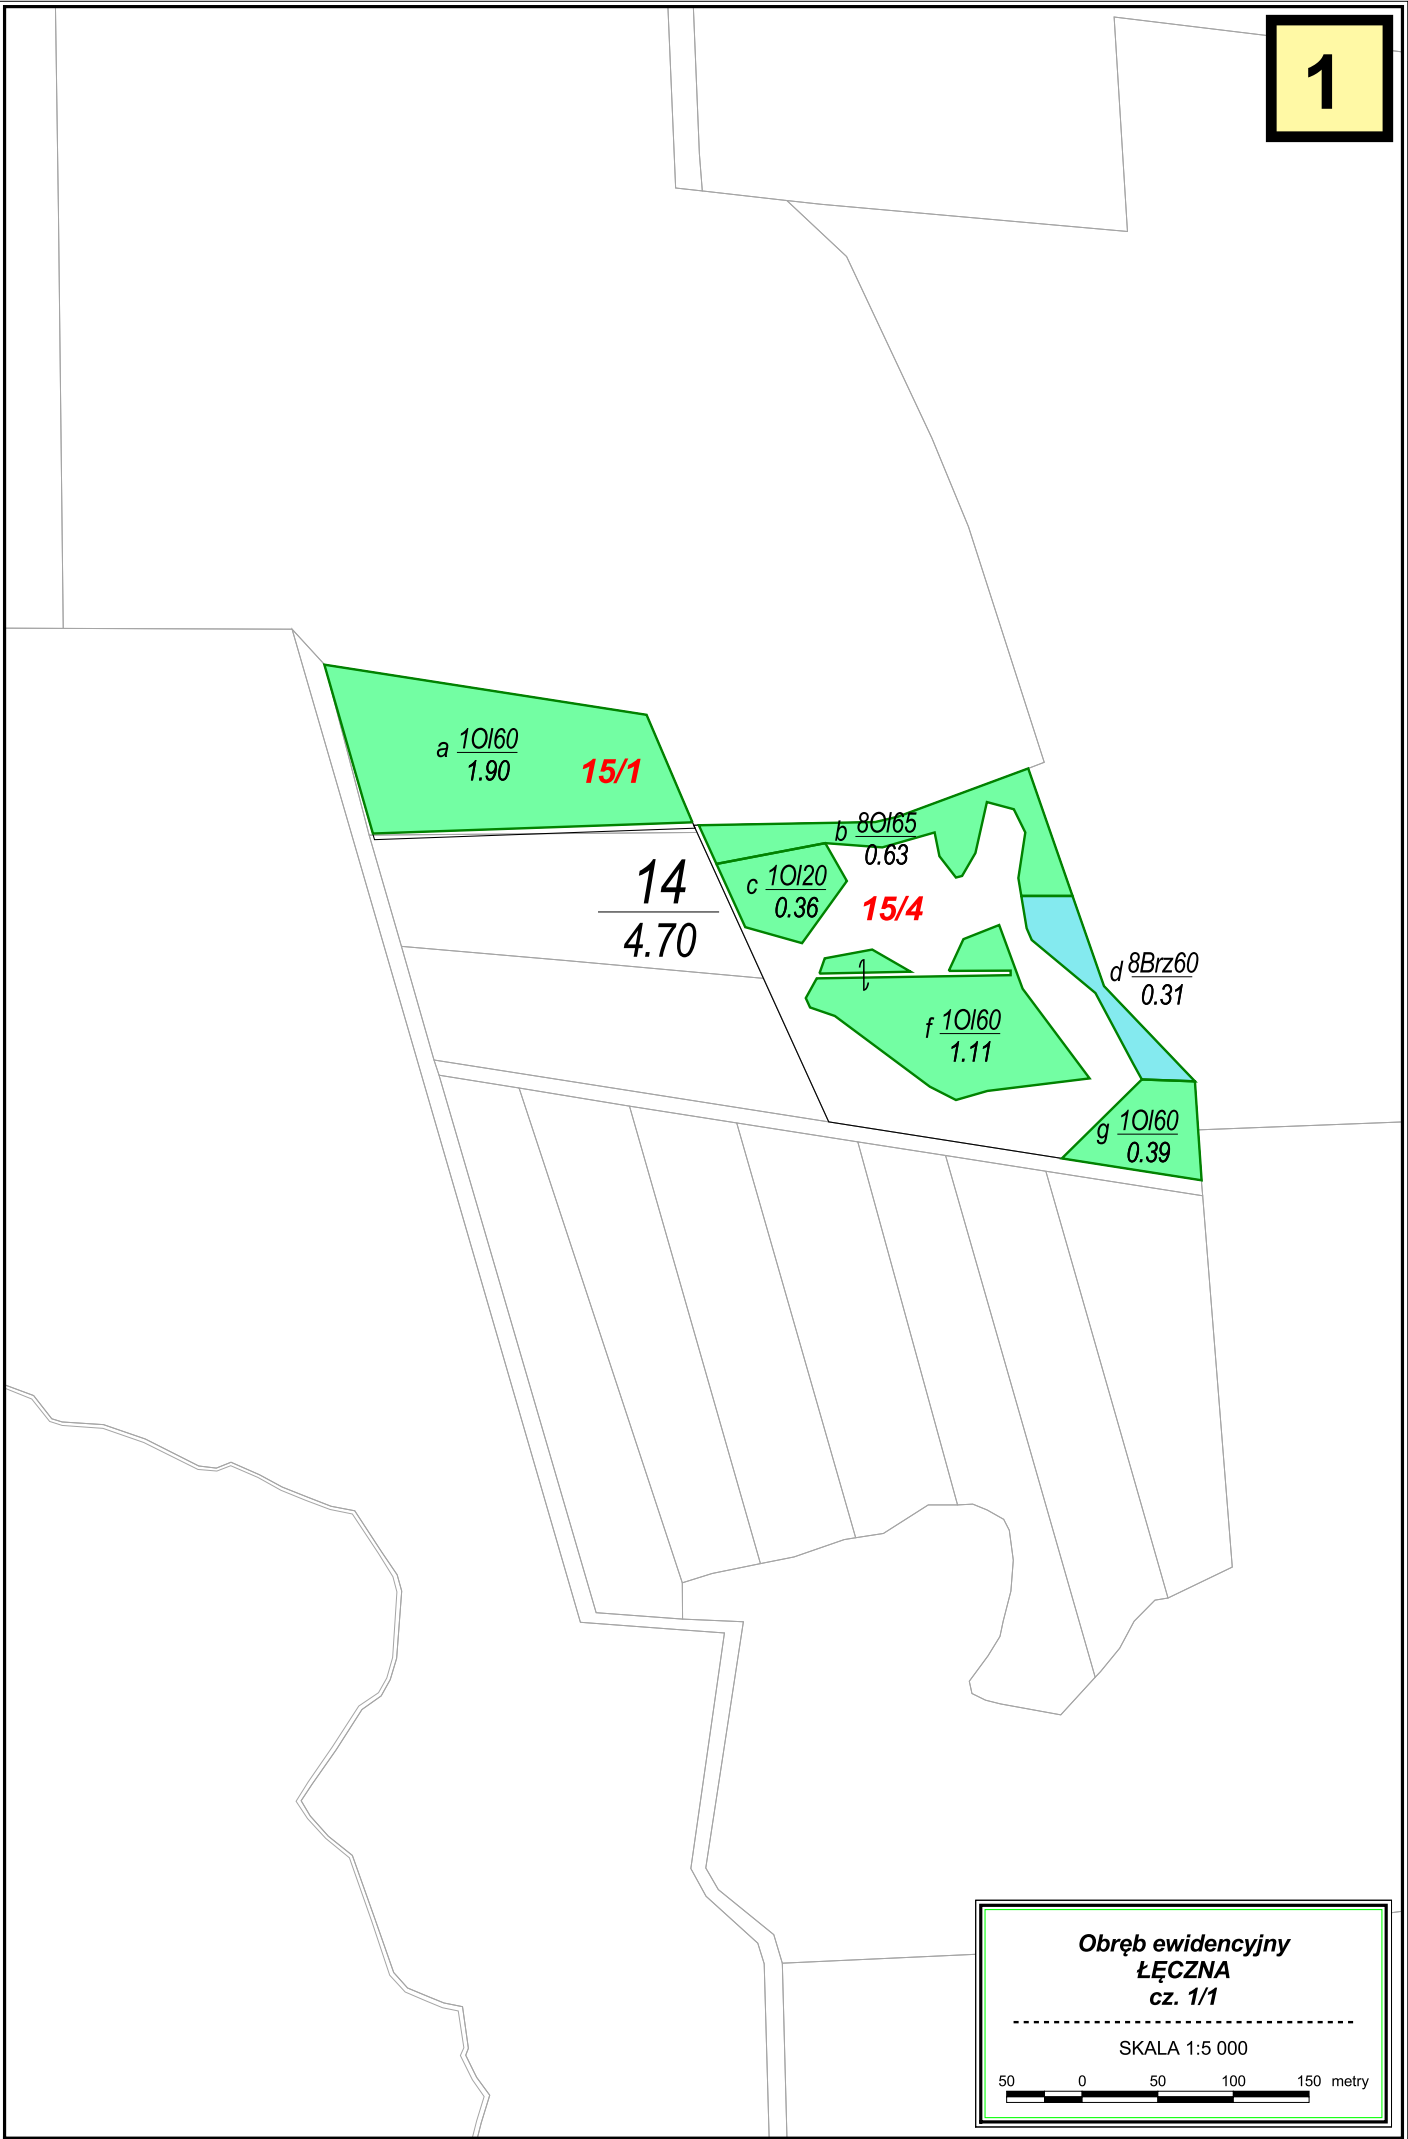 1
a 1Ol60
1.90
15/1
b 8Ol65
0.63
14
4.70
c 1Ol20
0.36
15/4
d 8Brz60
0.31
f 1Ol60
1.11
g 1Ol60
0.39
Obręb ewidencyjny
ŁĘCZNA
cz. 1/1
SKALA 1:5 000
50 0 50 100 150 metry